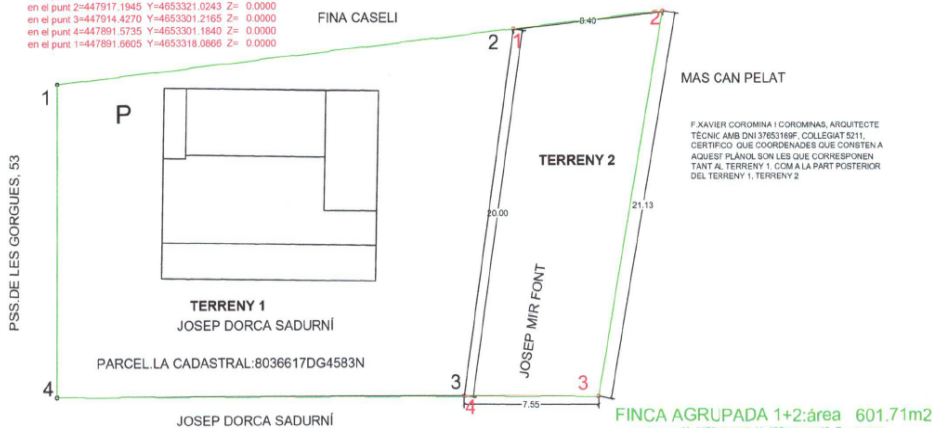 en el punt 2=447917.1945 Y=4653321.0243 Z= 0.0000
en el punt 3=447914.4270 Y=4653301.2165 Z= 0.0000
en el punt 4=447891.5735 Y=4653301.1840 Z= 0.0000
en el punt 1=447891.6605 Y=4653318.0866 Z= 0.0000
FINA CASELI
8.40
2
2
1
1
MAS CAN PELAT
P
F.XAVIER COROMINA I COROMINAS, ARQUITECTE
TÈCNIC AMB DNI 37653169F, COLLEGIAT 5211,
CERTIFICO QUE COORDENADES QUE CONSTEN A
AQUEST PLÀNOL SON LES QUE CORRESPONEN
TANT AL TERRENY 1, COM A LA PART POSTERIOR
DEL TERRENY 1, TERRENY 2
TERRENY 2
PSS.DE LES GORGUES, 53
20.00
21.13
JOSEP MIR FONT
TERRENY 1
JOSEP DORCA SADURNÍ
PARCEL.LA CADASTRAL:8036617DG4583N
4
3
3
4
7.55
JOSEP DORCA SADURNÍ
FINCA AGRUPADA 1+2:área 601.71m2